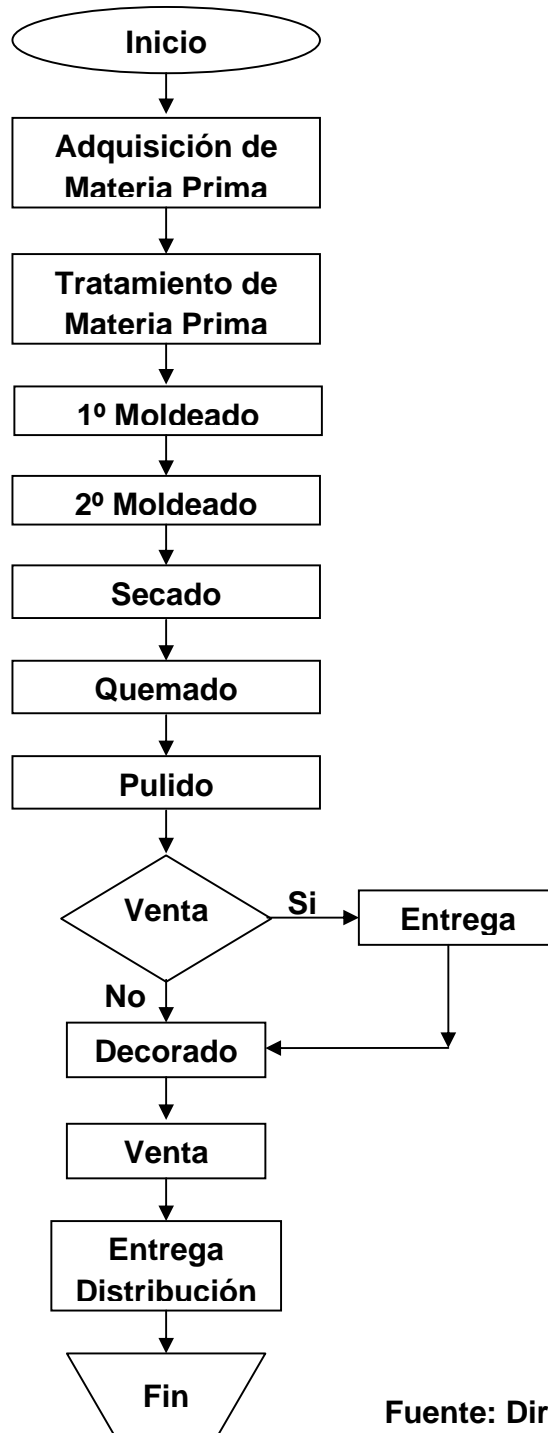 Inicio
Adquisición de
Materia Prima
Tratamiento de
Materia Prima
1º Moldeado
2º Moldeado
Secado
Quemado
Pulido
Venta
Si
Entrega
No
Decorado
Venta
Entrega
Distribución
Fin
Fuente: Dir